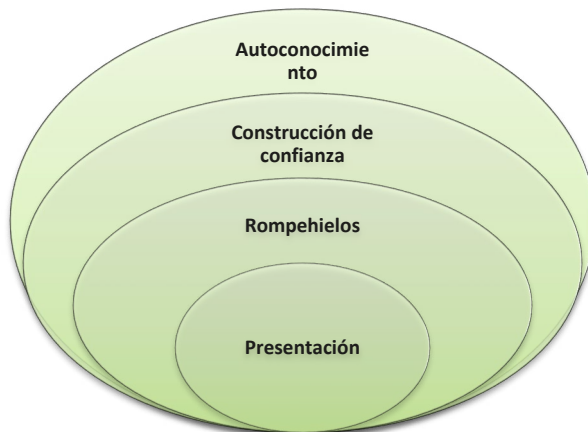 Autoconocimie
nto
Construcción de
confianza
Rompehielos
Presentación